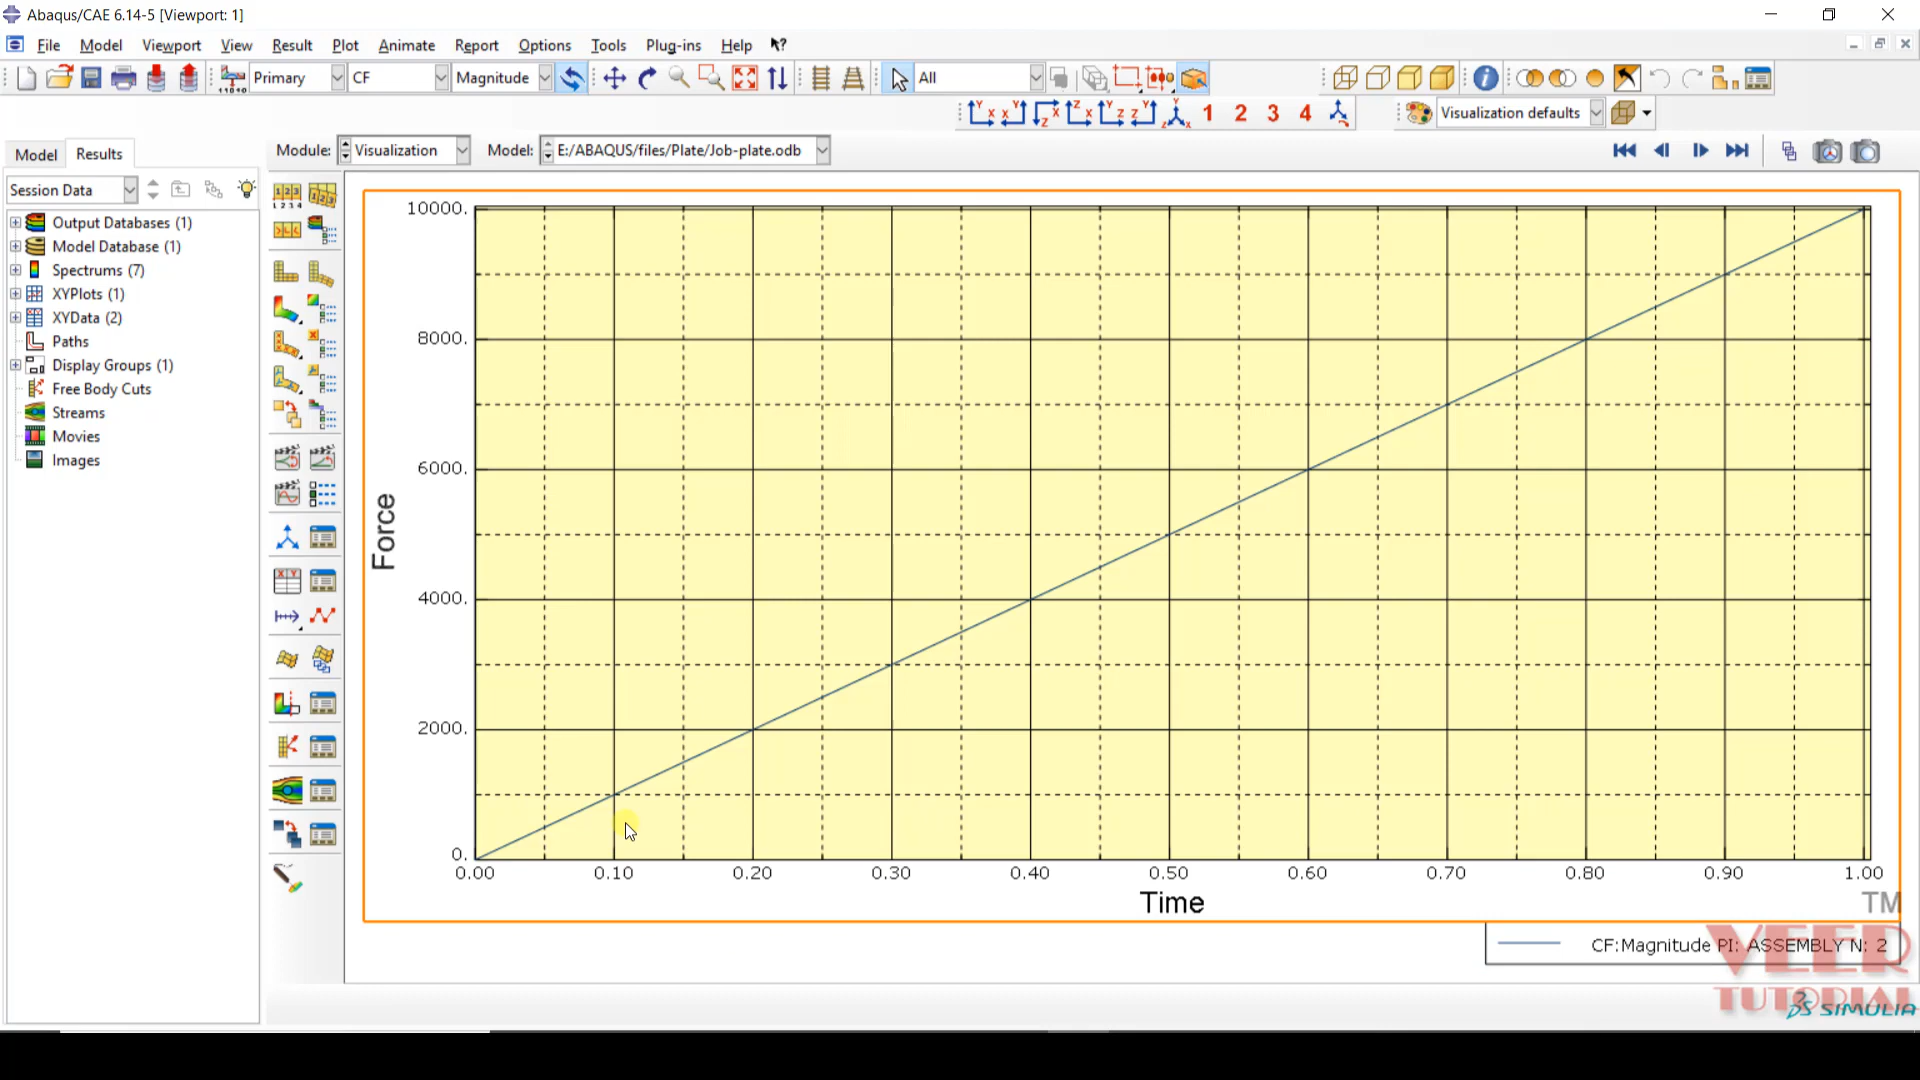 Abaqus/CAE 6.14-5 [Viewport: 1]
File Model Viewport View Result Plot Animate Report Options Tools Plug-ins Help
Primary CF Magnitude All
1 2 3 4 Visualization defaults
Model Results Module: Visualization Model: E:/ABAQUS/files/Plate/Job-plate.odb
Session Data
Output Databases (1)
Model Database (1)
Spectrums (7)
XYPlots (1)
XYData (2)
Paths
Display Groups (1)
Free Body Cuts
Streams
Movies
Images
10000.
8000.
6000.
4000.
2000.
0.
Force
0.00 0.10 0.20 0.30 0.40 0.50 0.60 0.70 0.80 0.90 1.00
Time
TM
CF:Magnitude PI: ASSEMBLY N: 2
VEER
TUTORIAL
SIMULIA